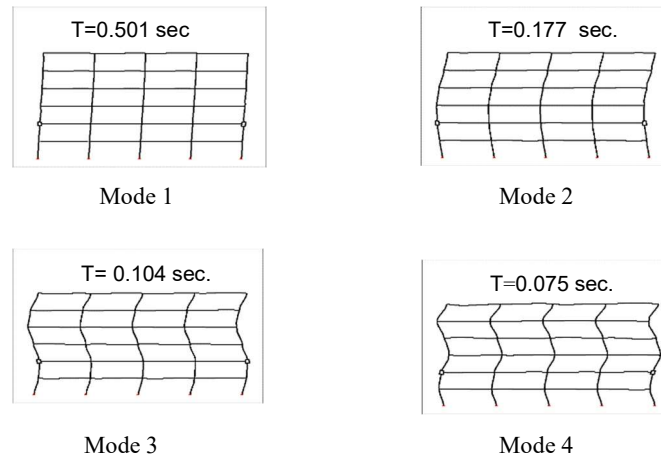 T=0.501 sec
T=0.177 sec.
Mode 1
Mode 2
T= 0.104 sec.
T=0.075 sec.
Mode 3
Mode 4